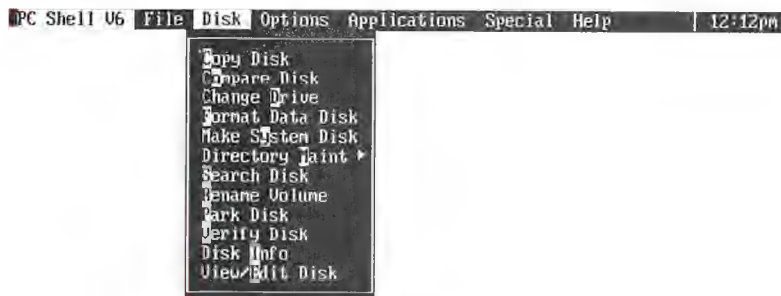 PC Shell V6 File Disk Options Applications Special Help 12:12pm
Copy Disk
Compare Disk
Change Drive
Format Data Disk
Make System Disk
Directory Maint
Search Disk
Rename Volume
Park Disk
Verify Disk
Disk Info
View/Edit Disk